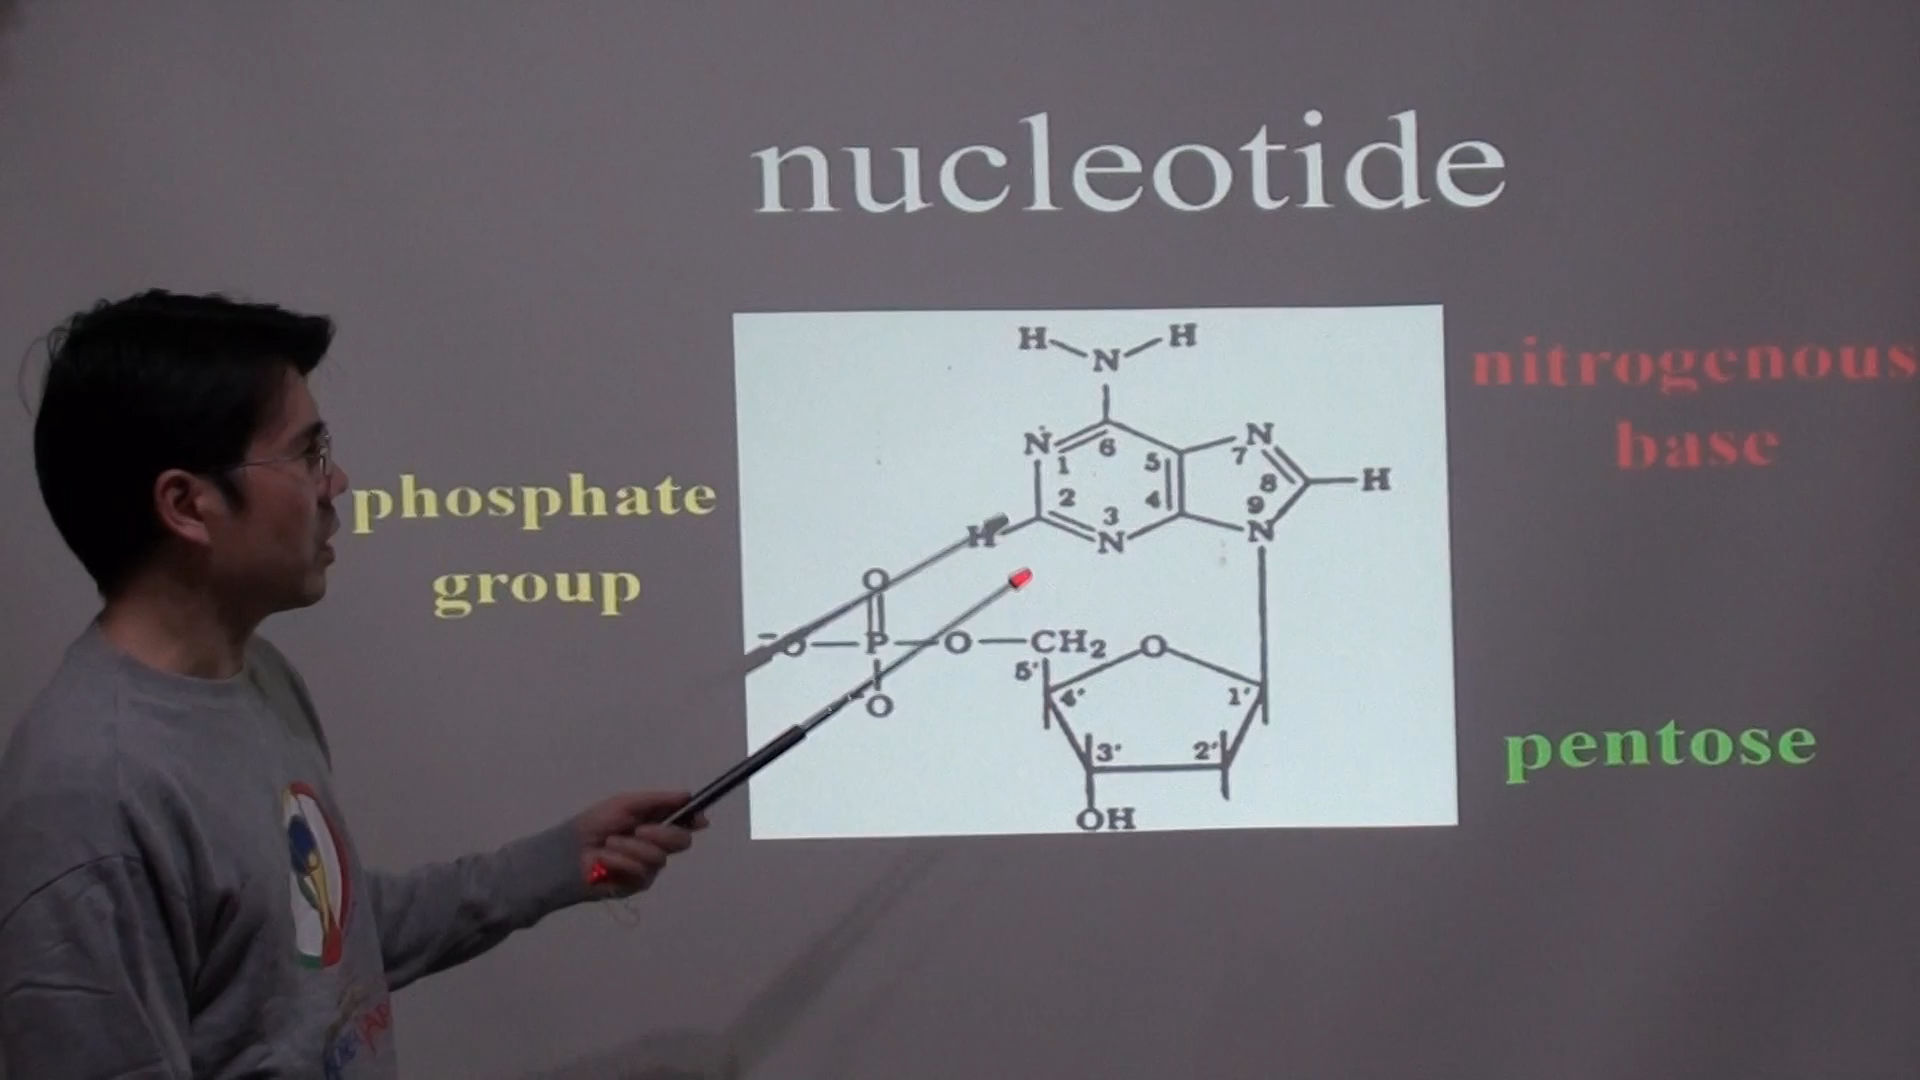 nucleotide
nitrogenous
base
phosphate
group
pentose
H
N
H
N
1
6
5
N
7
8
H
2
4
3
9
H
N
N
O
-O
P
O
CH2
O
5'
4'
1'
-O
3'
2'
OH